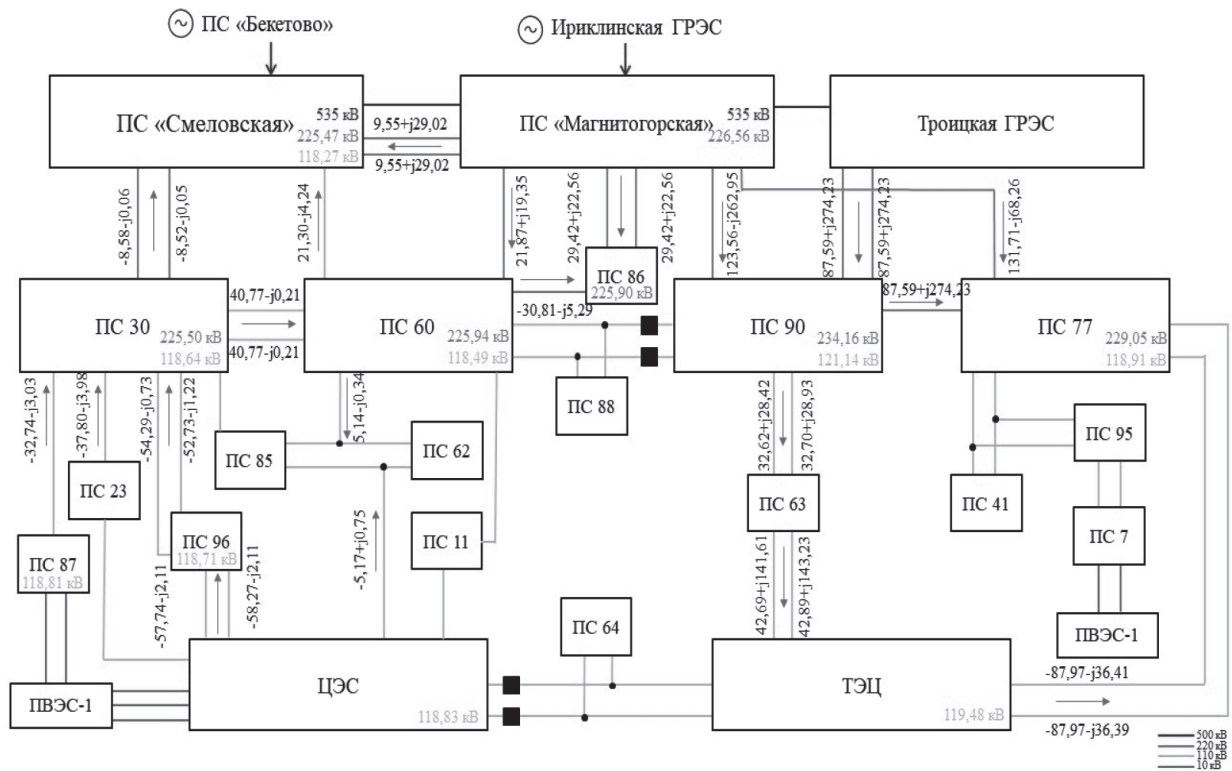 ПС «Бекетово»
Ириклинская ГРЭС
ПС «Смеловская»
535 кВ
225,47 кВ
118,27 кВ
9,55+j29,02
9,55+j29,02
ПС «Магнитогорская»
535 кВ
226,56 кВ
Троицкая ГРЭС
-8,58-j0,06
-8,52-j0,05
21,30-j4,24
21,87+j19,35
29,42+j22,56
29,42+j22,56
123,56-j262,95
87,59+j274,23
87,59+j274,23
131,71-j68,26
ПС 30
225,50 кВ
118,64 кВ
40,77-j0,21
40,77-j0,21
ПС 60
225,94 кВ
118,49 кВ
ПС 86
225,90 кВ
-30,81-j5,29
ПС 90
234,16 кВ
121,14 кВ
87,59+j274,23
ПС 77
229,05 кВ
118,91 кВ
-32,74-j3,03
-37,80-j3,98
-54,29-j0,73
-52,73-j1,22
5,14-j0,34
32,62+j28,42
32,70+j28,93
ПС 88
ПС 85
ПС 62
ПС 23
ПС 95
ПС 41
ПС 63
ПС 96
118,71 кВ
ПС 11
ПС 7
ПС 87
118,81 кВ
-57,74-j2,11
-58,27-j2,11
-5,17+j0,75
42,69+j141,61
42,89+j143,23
ПС 64
ПВЭС-1
ПВЭС-1
ЦЭС
118,83 кВ
ТЭЦ
119,48 кВ
-87,97-j36,41
-87,97-j36,39
500 кВ
220 кВ
110 кВ
10 кВ